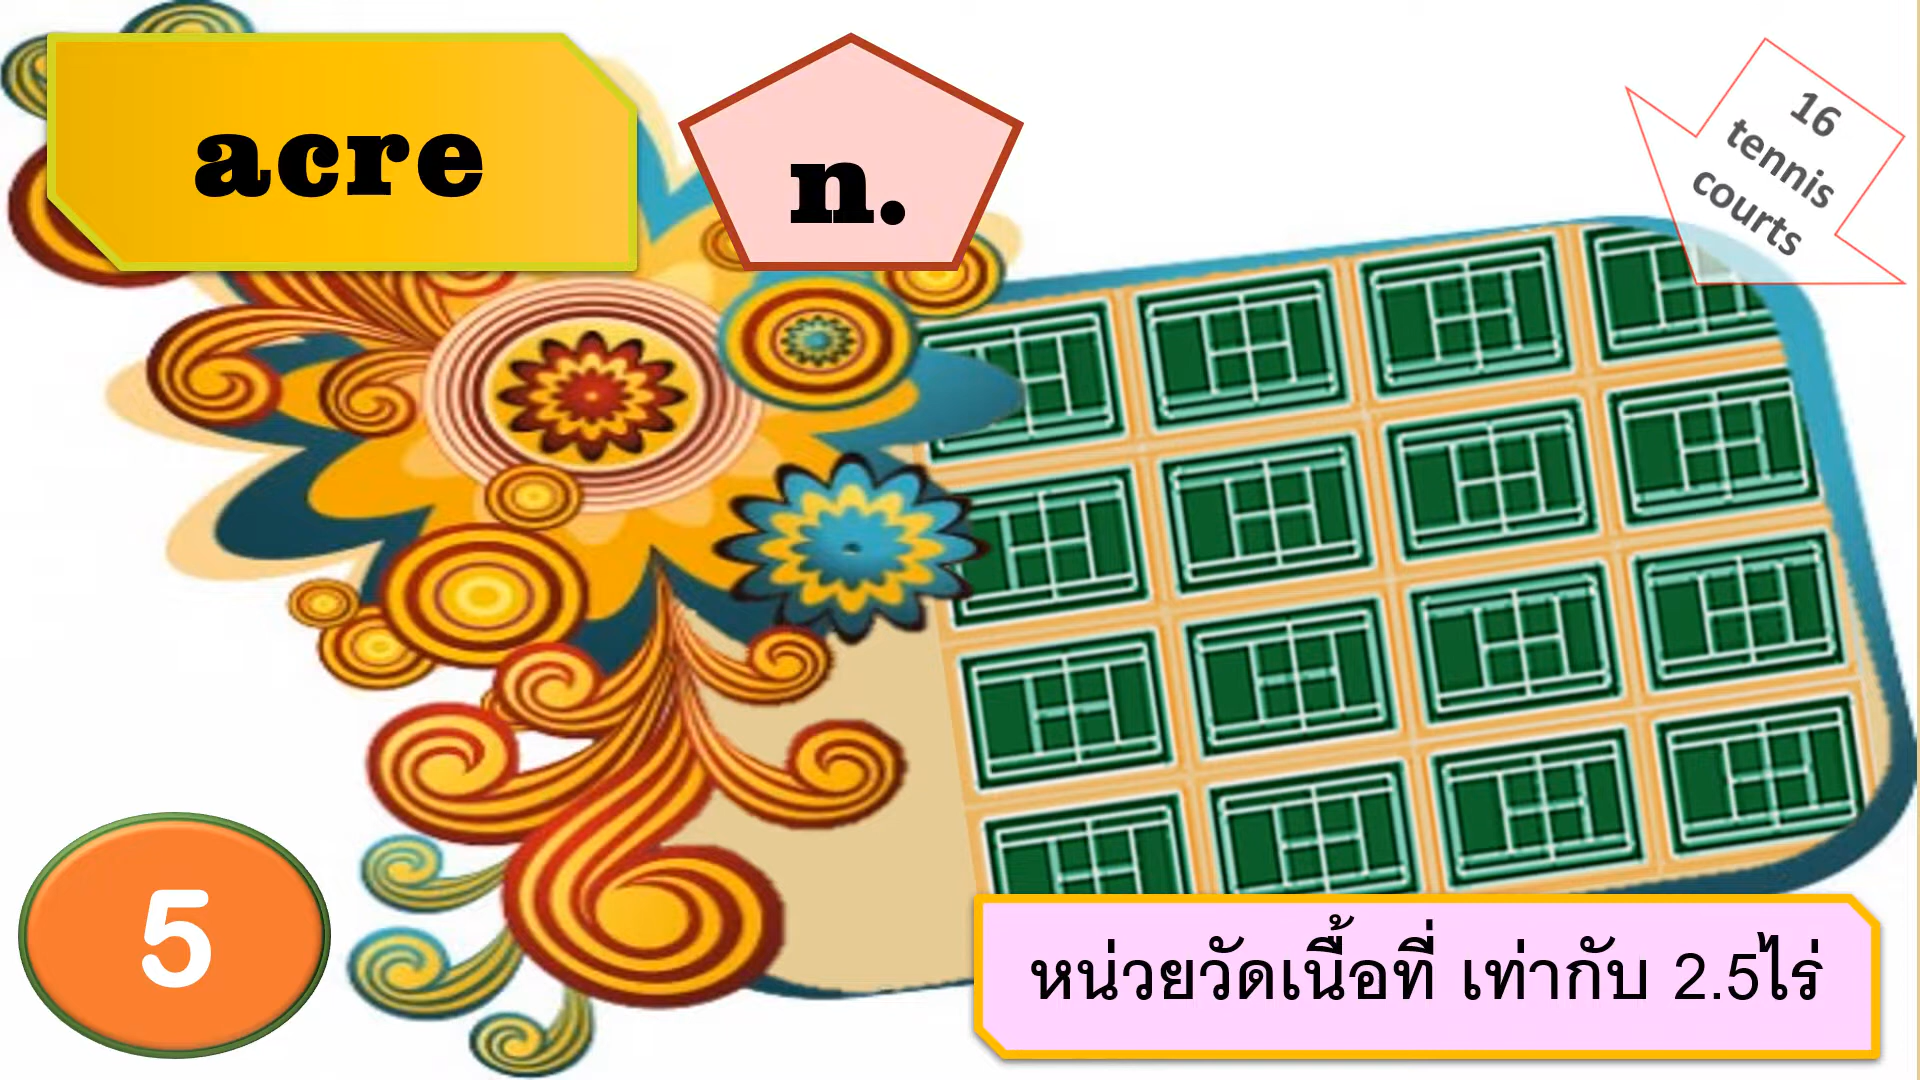 acre
n.
16
tennis
courts
5
หน่วยวัดเนื้อที่ เท่ากับ 2.5ไร่